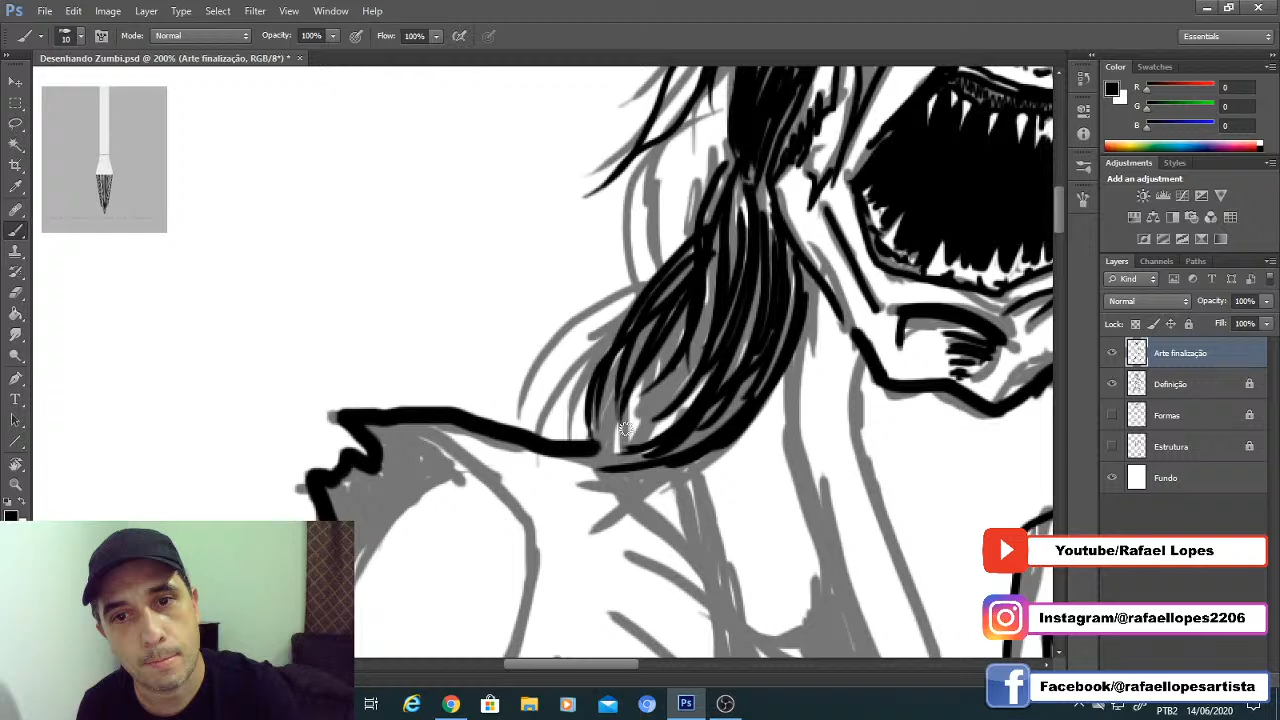 Ps File Edit Image Layer Type Select Filter View Window Help
10 Mode: Normal Opacity: 100% Flow: 100% Essentials
Desenhando Zumbi.psd @ 200% (Arte finalização, RGB/8*) * ×
Color Swatches
R 0
G 0
B 0
Adjustments Styles
Add an adjustment
Layers Channels Paths
Kind T
Normal Opacity: 100%
Lock: Fill: 100%
Arte finalização
Definição
Formas
Estrutura
Fundo
Youtube/Rafael Lopes
Instagram/@rafaellopes2206
Facebook/@rafaellopesartista
PTB2 14/06/2020